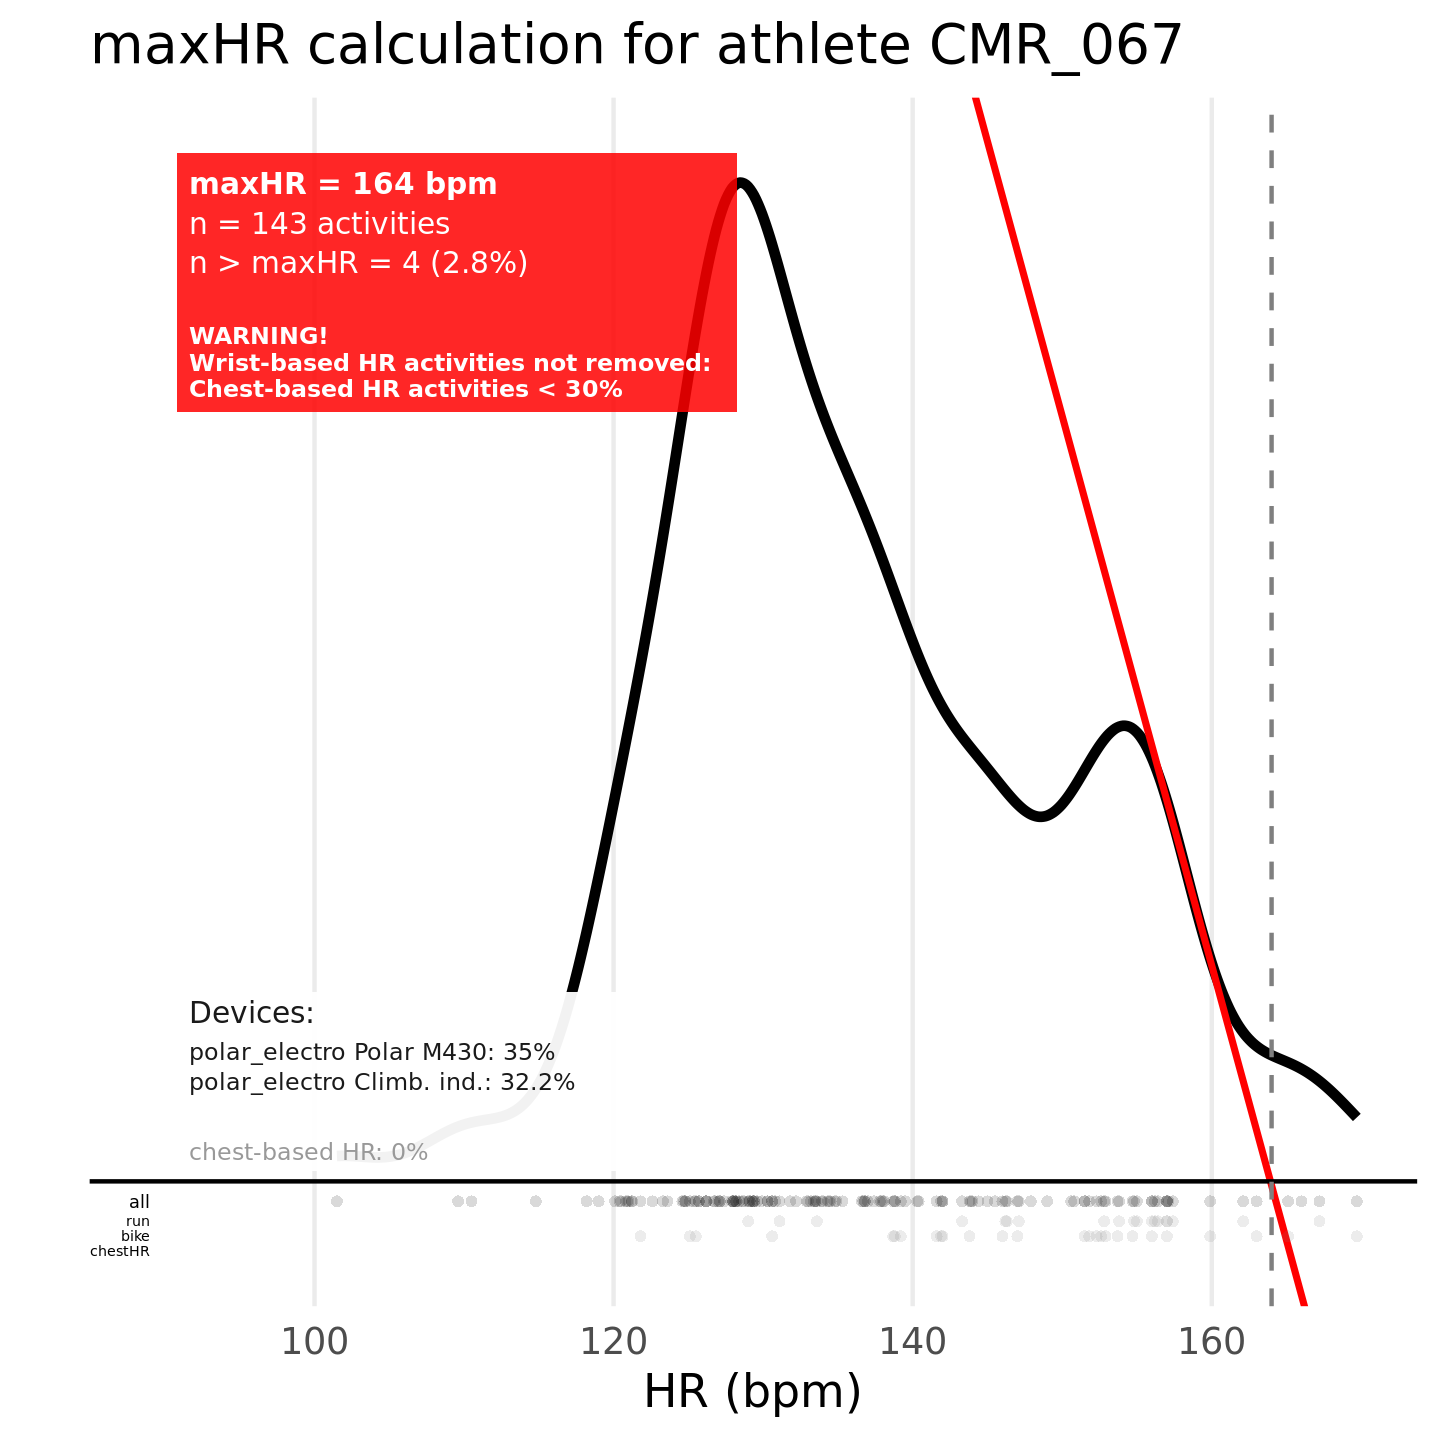 maxHR calculation for athlete CMR_067
maxHR = 164 bpm
n = 143 activities
n > maxHR = 4 (2.8%)
WARNING!
Wrist-based HR activities not removed:
Chest-based HR activities < 30%
Devices:
polar_electro Polar M430: 35%
polar_electro Climb. ind.: 32.2%
chest-based HR: 0%
all
run
bike
chestHR
100 120 140 160
HR (bpm)